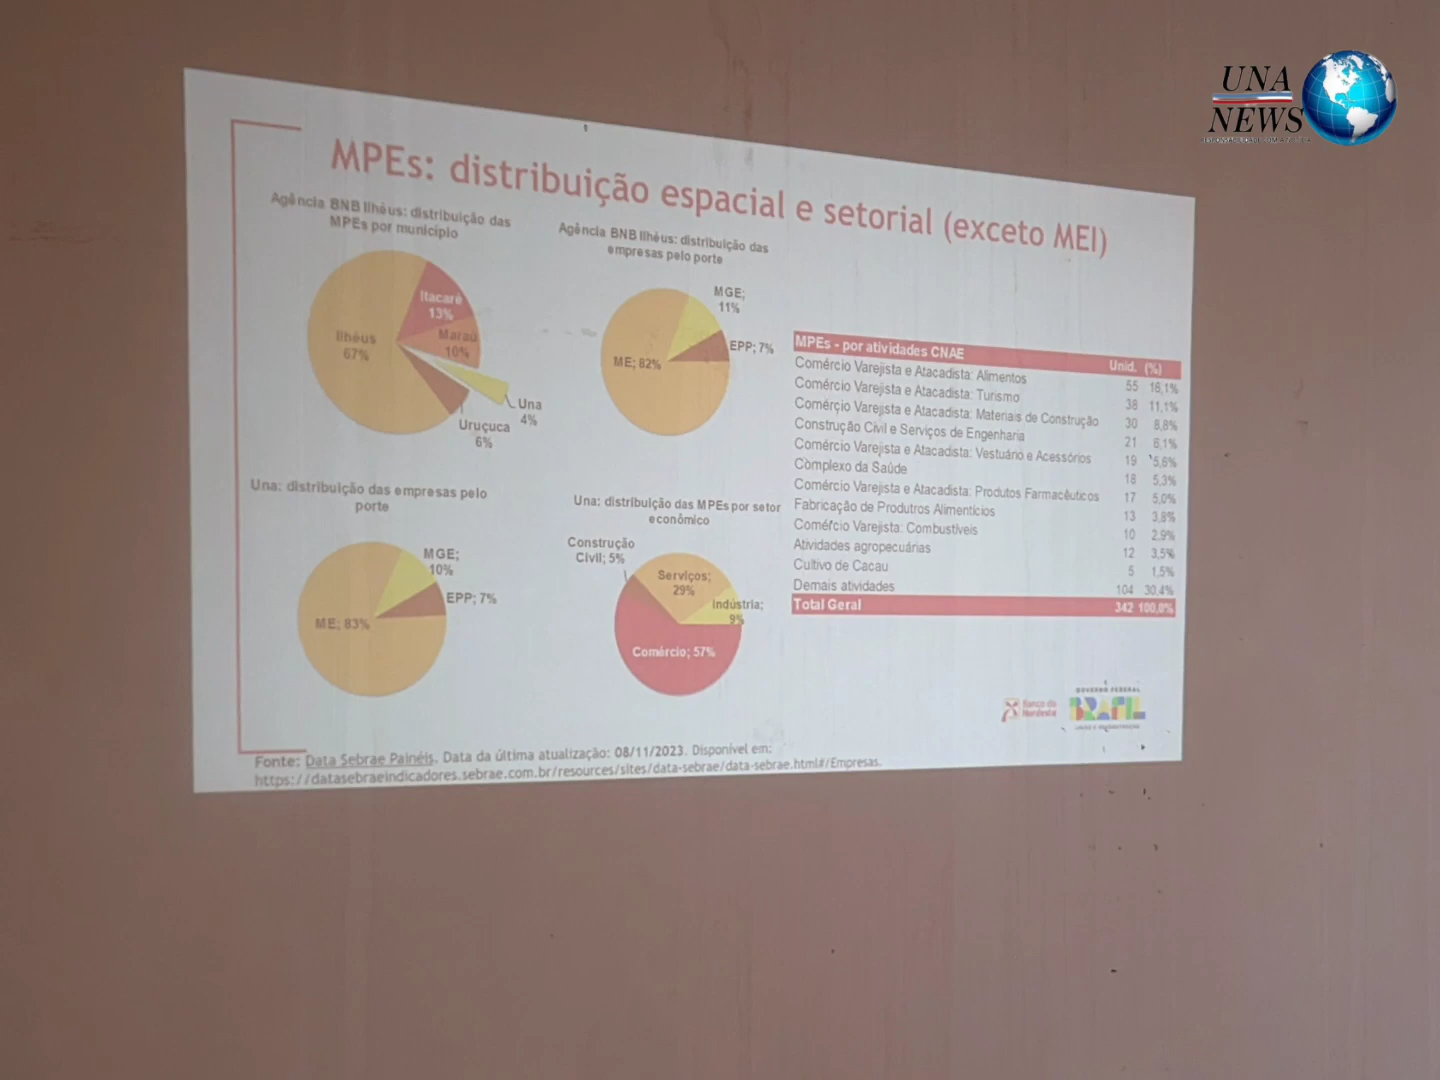 UNA
NEWS
MPEs: distribuição espacial e setorial (exceto MEI)
Agência BNB Ilhéus: distribuição das
MPEs por município
Itacaré
13%
Ilhéus
67%
Maraú
10%
Una
4%
Uruçuca
6%
Agência BNB Ilhéus: distribuição das
empresas pelo porte
MGE;
11%
EPP; 7%
ME; 82%
Una: distribuição das empresas pelo
porte
MGE;
10%
EPP; 7%
ME; 83%
Una: distribuição das MPEs por setor
econômico
Construção
Civil; 5%
Serviços;
29%
Indústria;
9%
Comércio; 57%
MPEs - por atividades CNAE Unid. (%)
Comércio Varejista e Atacadista: Alimentos 55 16,1%
Comércio Varejista e Atacadista: Turismo 38 11,1%
Comércio Varejista e Atacadista: Materiais de Construção 30 8,8%
Construção Civil e Serviços de Engenharia 21 6,1%
Comércio Varejista e Atacadista: Vestuário e Acessórios 19 5,6%
Complexo da Saúde 18 5,3%
Comércio Varejista e Atacadista: Produtos Farmacêuticos 17 5,0%
Fabricação de Produtros Alimentícios 13 3,8%
Comércio Varejista: Combustíveis 10 2,9%
Atividades agropecuárias 12 3,5%
Cultivo de Cacau 5 1,5%
Demais atividades 104 30,4%
Total Geral 342 100,0%
Banco do
Nordeste
GOVERNO FEDERAL
BRASIL
UNIÃO E RECONSTRUÇÃO
Fonte: Data Sebrae Painéis. Data da última atualização: 08/11/2023. Disponível em:
https://datasebraeindicadores.sebrae.com.br/resources/sites/data-sebrae/data-sebrae.html#/Empresas.